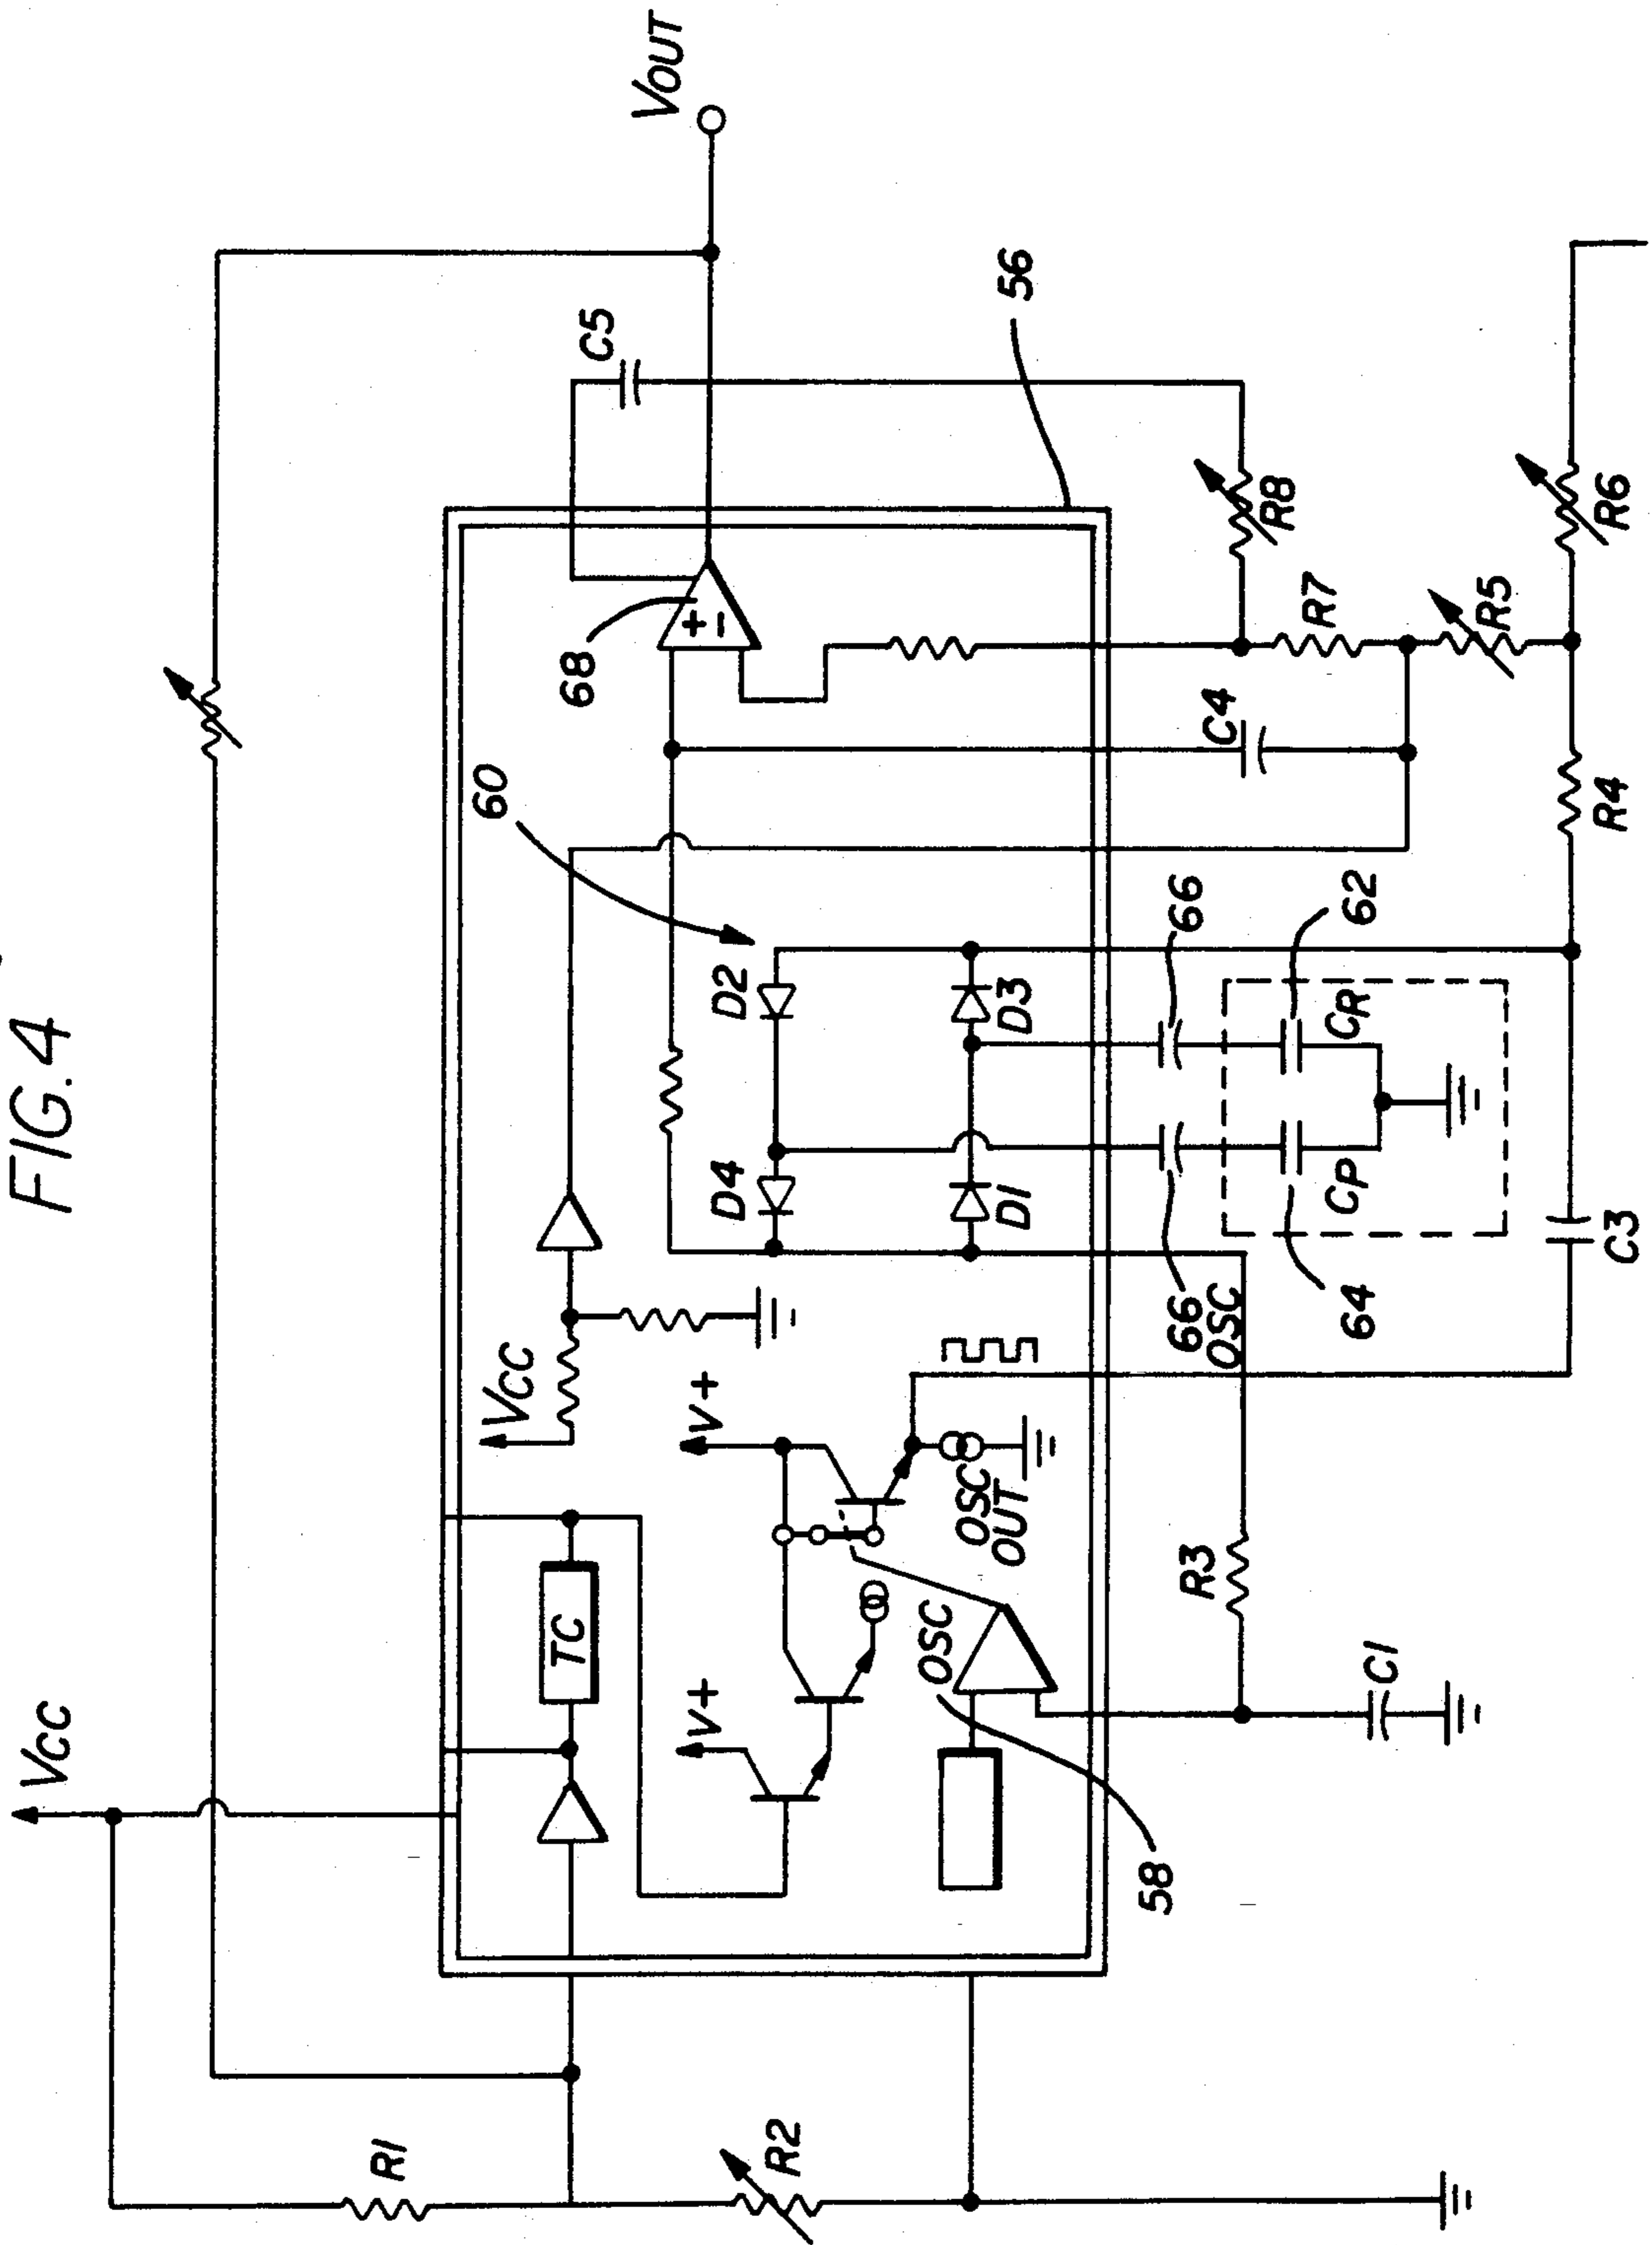 FIG. 4
VCC
VOUT
R1
R2
TC
VCC
V+
V+
OSC
OSC
OUT
58
60
68
C5
56
D4
D2
D1
D3
66
OSC
66
64
62
CP
CR
R3
C1
C3
C4
R4
R5
R6
R7
R8
+
−